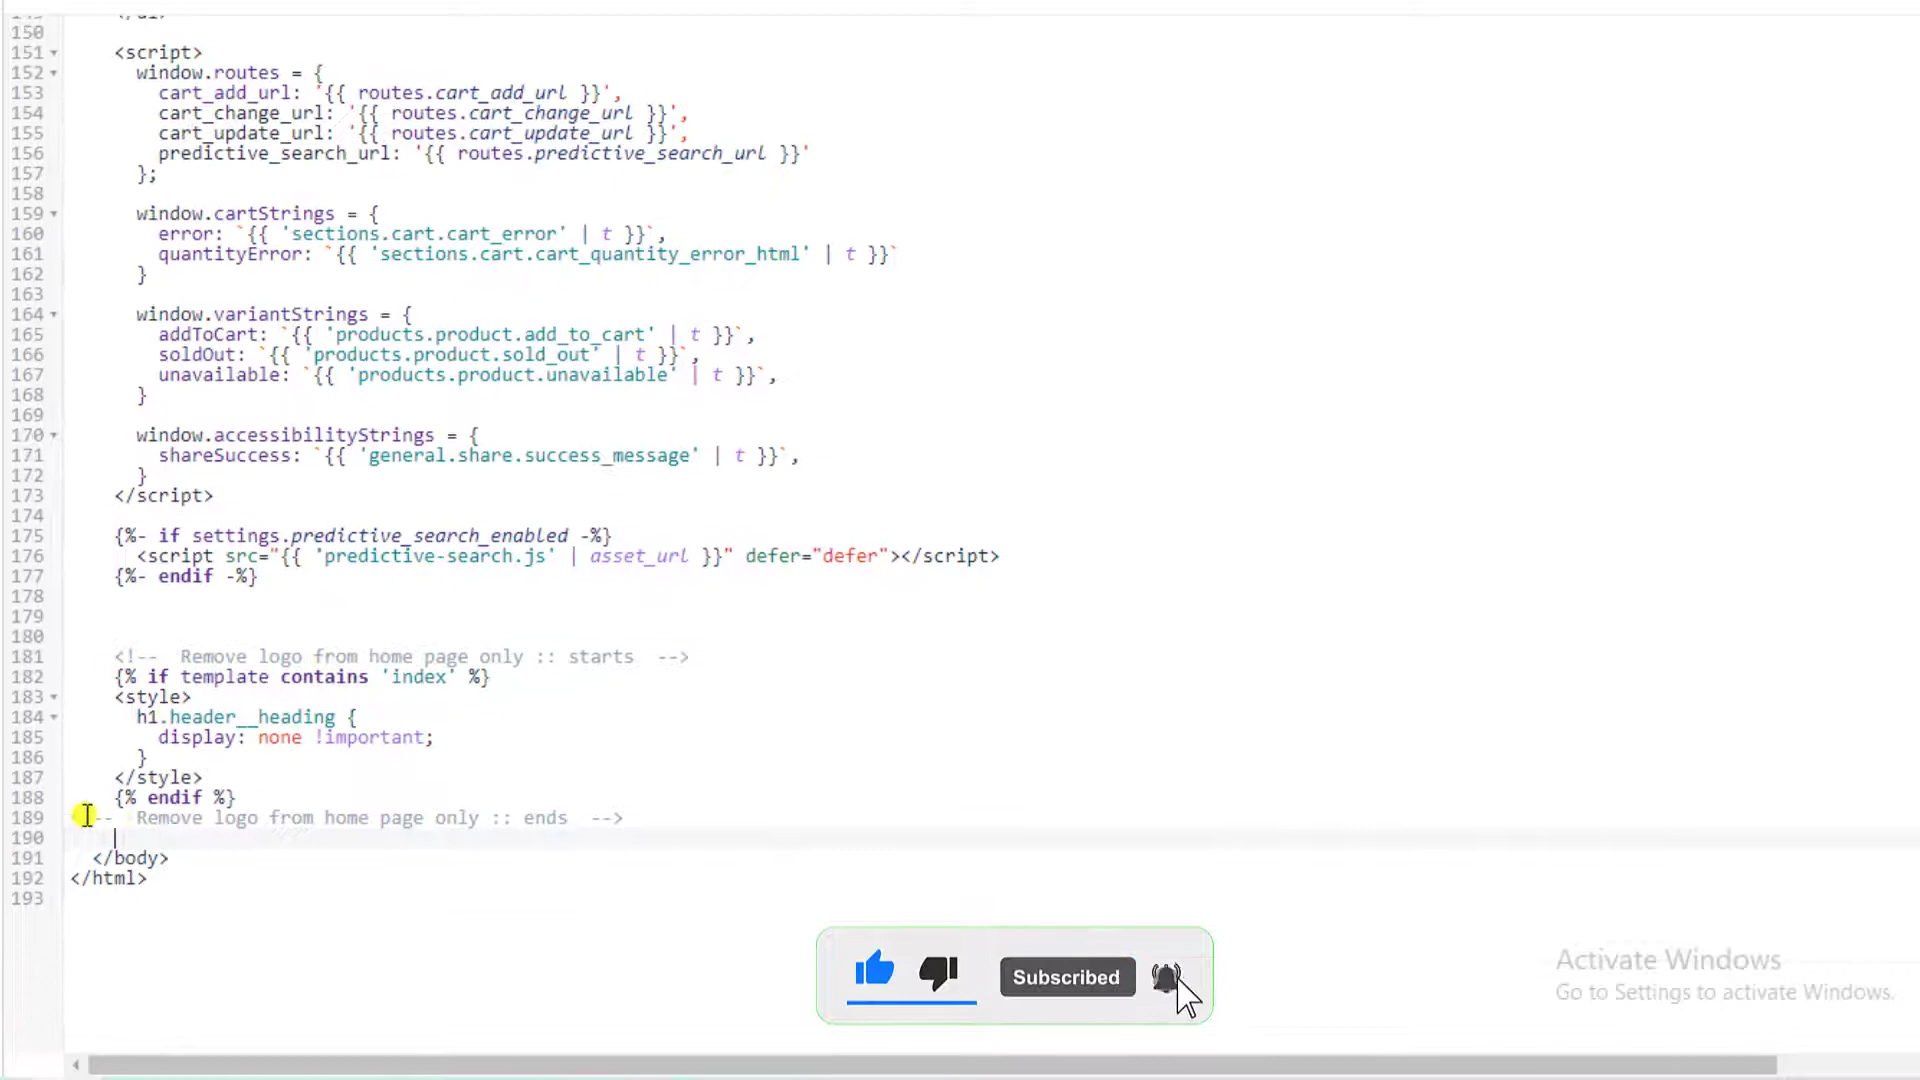 150
151 <script>
152 window.routes = {
153 cart_add_url: '{{ routes.cart_add_url }}',
154 cart_change_url: '{{ routes.cart_change_url }}',
155 cart_update_url: '{{ routes.cart_update_url }}',
156 predictive_search_url: '{{ routes.predictive_search_url }}'
157 };
158
159 window.cartStrings = {
160 error: `{{ 'sections.cart.cart_error' | t }}`,
161 quantityError: `{{ 'sections.cart.cart_quantity_error_html' | t }}`
162 }
163
164 window.variantStrings = {
165 addToCart: `{{ 'products.product.add_to_cart' | t }}`,
166 soldOut: `{{ 'products.product.sold_out' | t }}`,
167 unavailable: `{{ 'products.product.unavailable' | t }}`,
168 }
169
170 window.accessibilityStrings = {
171 shareSuccess: `{{ 'general.share.success_message' | t }}`,
172 }
173 </script>
174
175 {%- if settings.predictive_search_enabled -%}
176 <script src="{{ 'predictive-search.js' | asset_url }}" defer="defer"></script>
177 {%- endif -%}
178
179
180
181 <!-- Remove logo from home page only :: starts -->
182 {% if template contains 'index' %}
183 <style>
184 h1.header__heading {
185 display: none !important;
186 }
187 </style>
188 {% endif %}
189 -- Remove logo from home page only :: ends -->
190
191 </body>
192 </html>
193
Subscribed
Activate Windows
Go to Settings to activate Windows.